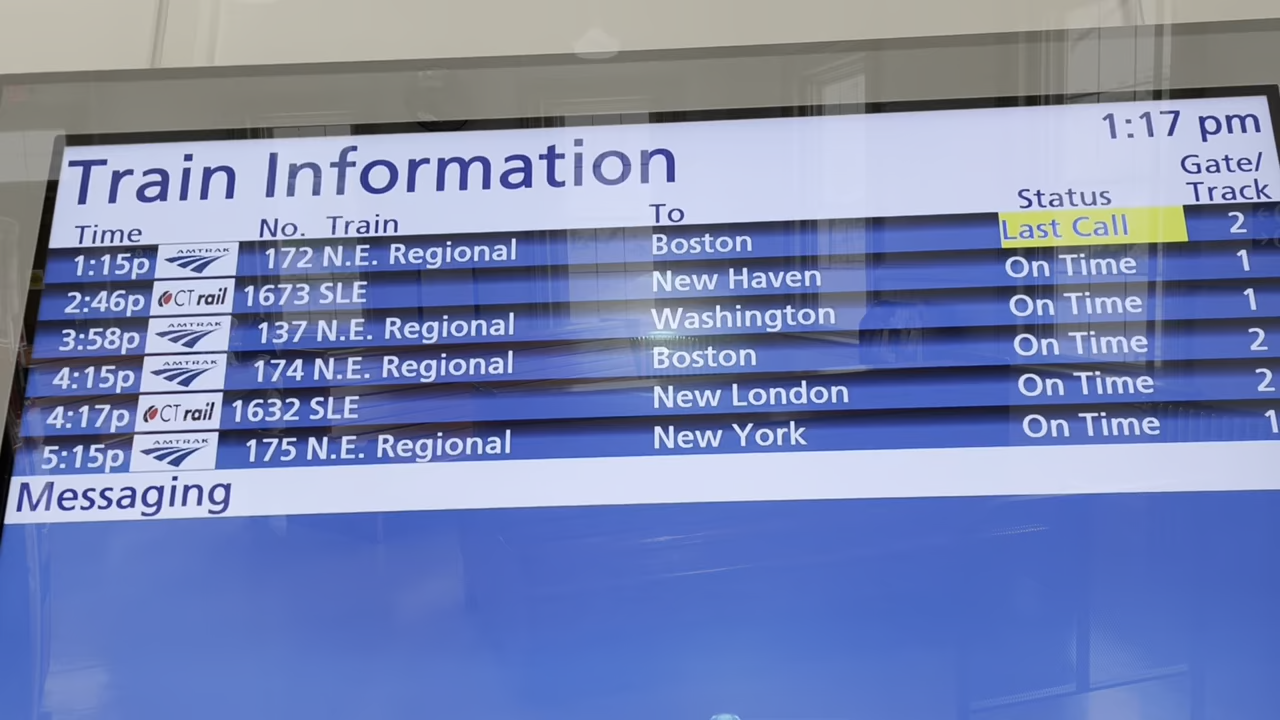 1:17 pm
Train Information
Gate/
Time No. Train To Status Track
1:15p AMTRAK 172 N.E. Regional Boston Last Call 2
2:46p CTrail 1673 SLE New Haven On Time 1
3:58p AMTRAK 137 N.E. Regional Washington On Time 1
4:15p AMTRAK 174 N.E. Regional Boston On Time 2
4:17p CTrail 1632 SLE New London On Time 2
5:15p AMTRAK 175 N.E. Regional New York On Time 1
Messaging